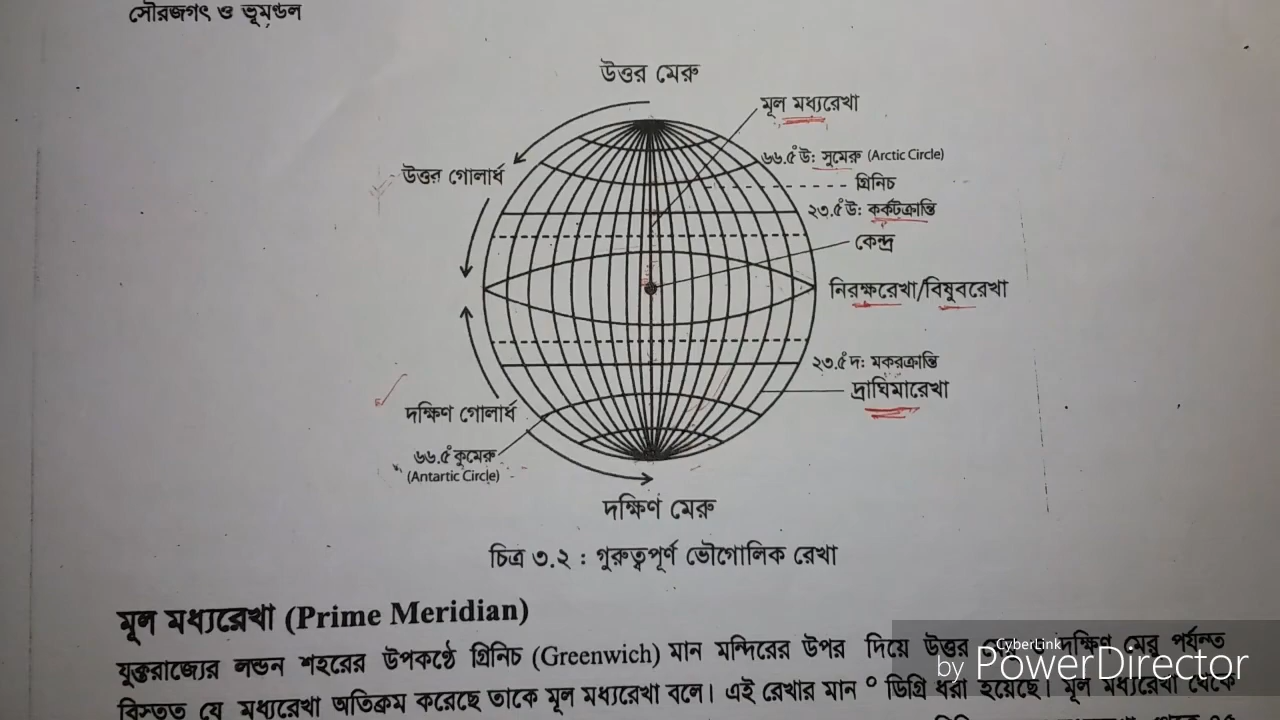 সৌরজগৎ ও ভূমণ্ডল
উত্তর মেরু
মূল মধ্যরেখা
৬৬.৫°উ: সুমেরু (Arctic Circle)
উত্তর গোলার্ধ
গ্রিনিচ
২৩.৫°উ: কর্কটক্রান্তি
কেন্দ্র
নিরক্ষরেখা/বিষুবরেখা
২৩.৫°দ: মকরক্রান্তি
দ্রাঘিমারেখা
দক্ষিণ গোলার্ধ
৬৬.৫°কুমেরু
(Antartic Circle)
দক্ষিণ মেরু
চিত্র ৩.২ : গুরুত্বপূর্ণ ভৌগোলিক রেখা
মূল মধ্যরেখা (Prime Meridian)
যুক্তরাজ্যের লন্ডন শহরের উপকণ্ঠে গ্রিনিচ (Greenwich) মান মন্দিরের উপর দিয়ে উত্তর দক্ষিণ মেরু পর্যন্ত
বিস্তৃত যে মধ্যরেখা অতিক্রম করেছে তাকে মূল মধ্যরেখা বলে। এই রেখার মান ০ ডিগ্রি ধরা হয়েছে। মূল মধ্যরেখা থেকে
CyberLink
by PowerDirector